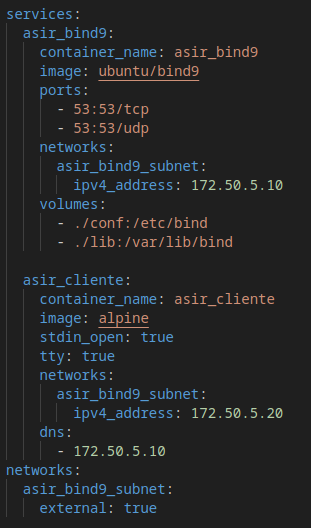 services:
  asir_bind9:
    container_name: asir_bind9
    image: ubuntu/bind9
    ports:
      - 53:53/tcp
      - 53:53/udp
    networks:
      asir_bind9_subnet:
        ipv4_address: 172.50.5.10
    volumes:
      - ./conf:/etc/bind
      - ./lib:/var/lib/bind

  asir_cliente:
    container_name: asir_cliente
    image: alpine
    stdin_open: true
    tty: true
    networks:
      asir_bind9_subnet:
        ipv4_address: 172.50.5.20
    dns:
      - 172.50.5.10
networks:
  asir_bind9_subnet:
    external: true